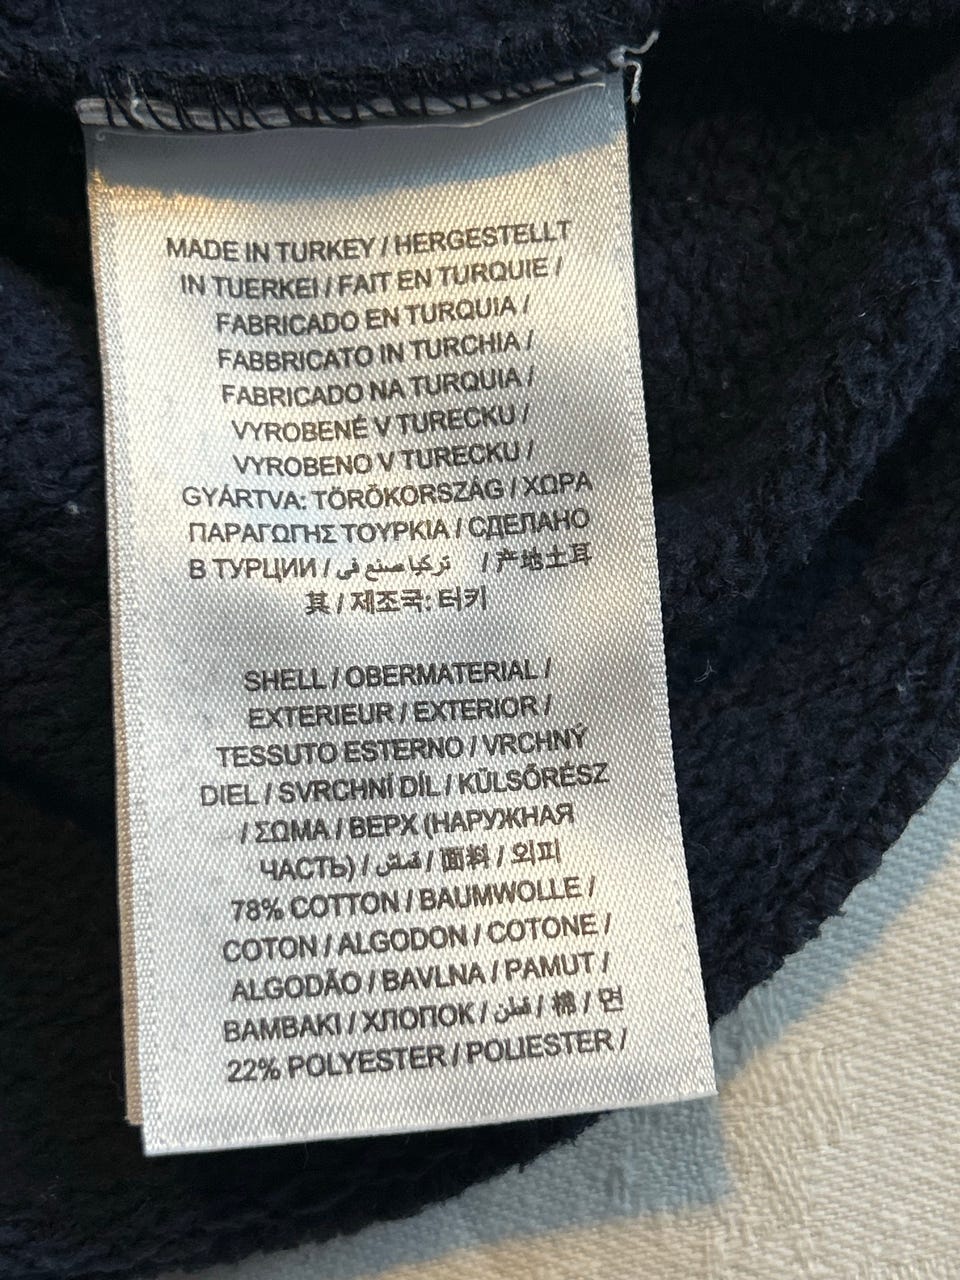 MADE IN TURKEY / HERGESTELLT
IN TUERKEI / FAIT EN TURQUIE /
FABRICADO EN TURQUIA /
FABBRICATO IN TURCHIA /
FABRICADO NA TURQUIA /
VYROBENÉ V TURECKU /
VYROBENO V TURECKU /
GYÁRTVA: TÖRÖKORSZÁG / ΧΩΡΑ
ΠΑΡΑΓΩΓΗΣ ΤΟΥΡΚΙΑ / СДЕЛАНО
В ТУРЦИИ / تركيا صنع في / 产地土耳
其 / 제조국: 터키
SHELL / OBERMATERIAL /
EXTERIEUR / EXTERIOR /
TESSUTO ESTERNO / VRCHNÝ
DIEL / SVRCHNÍ DÍL / KÜLSŐRÉSZ
/ ΣΩΜΑ / ВЕРХ (НАРУЖНАЯ
ЧАСТЬ) / قماش / 面料 / 외피
78% COTTON / BAUMWOLLE /
COTON / ALGODON / COTONE /
ALGODÃO / BAVLNA / PAMUT /
ΒΑΜΒΑΚΙ / ХЛОПОК / قطن / 棉 / 면
22% POLYESTER / POLIESTER /